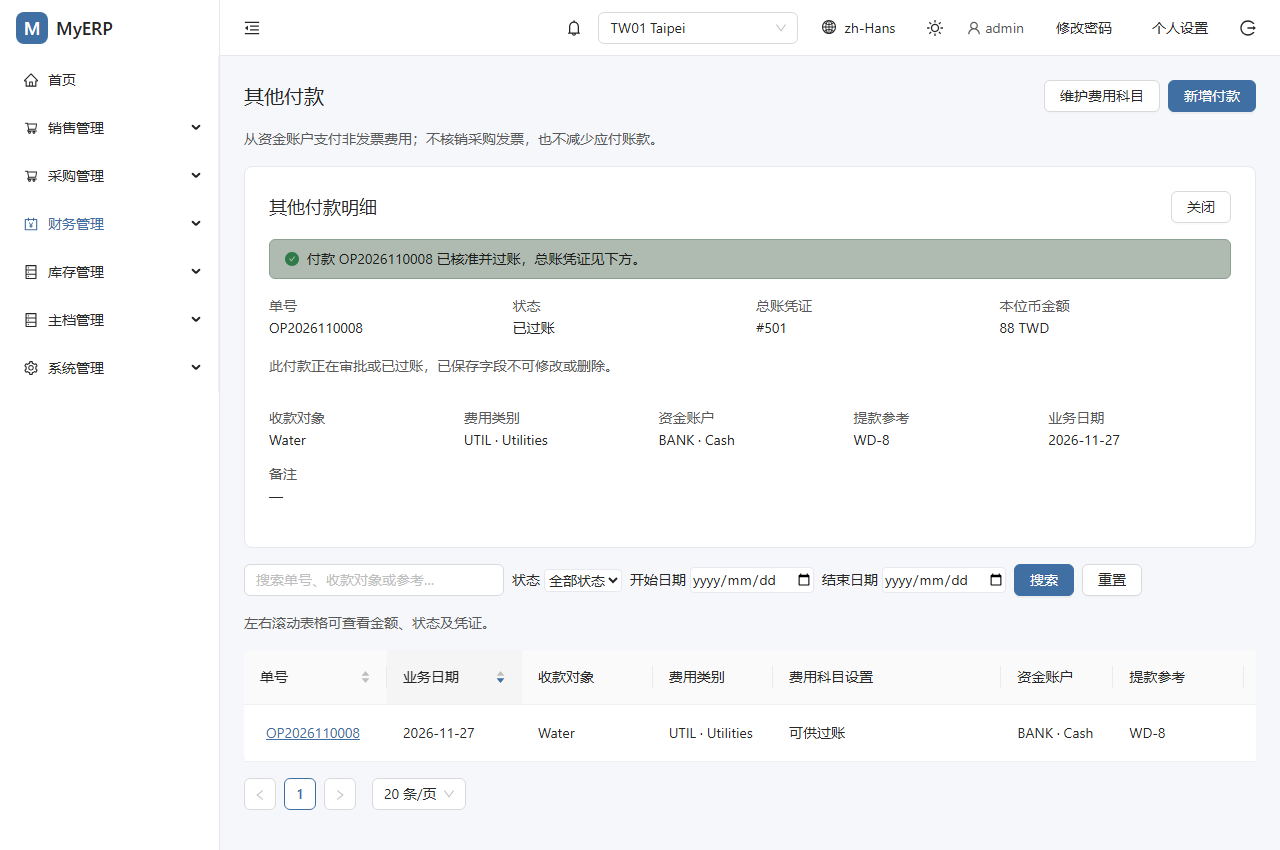 M MyERP
TW01 Taipei
zh-Hans
admin
修改密码
个人设置
首页
销售管理
采购管理
财务管理
库存管理
主档管理
系统管理
其他付款
维护费用科目
新增付款
从资金账户支付非发票费用；不核销采购发票，也不减少应付账款。
其他付款明细
关闭
付款 OP2026110008 已核准并过账，总账凭证见下方。
单号 状态 总账凭证 本位币金额
OP2026110008 已过账 #501 88 TWD
此付款正在审批或已过账，已保存字段不可修改或删除。
收款对象 费用类别 资金账户 提款参考 业务日期
Water UTIL · Utilities BANK · Cash WD-8 2026-11-27
备注
—
搜索单号、收款对象或参考... 状态 全部状态 开始日期 yyyy/mm/dd 结束日期 yyyy/mm/dd 搜索 重置
左右滚动表格可查看金额、状态及凭证。
单号 业务日期 收款对象 费用类别 费用科目设置 资金账户 提款参考
OP2026110008 2026-11-27 Water UTIL · Utilities 可供过账 BANK · Cash WD-8
< 1 > 20 条/页